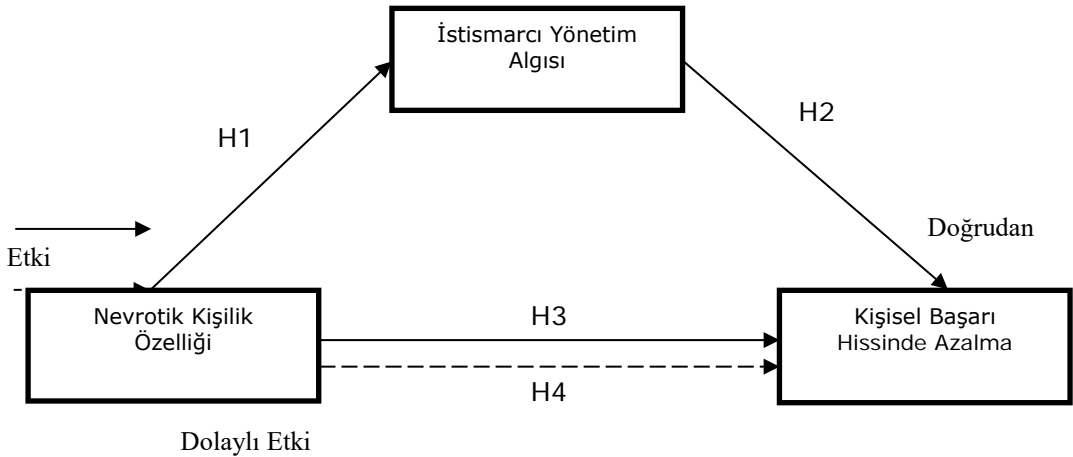 İstismarcı Yönetim
Algısı
H1
H2
Doğrudan
Etki
Nevrotik Kişilik
Özelliği
H3
H4
Kişisel Başarı
Hissinde Azalma
Dolaylı Etki